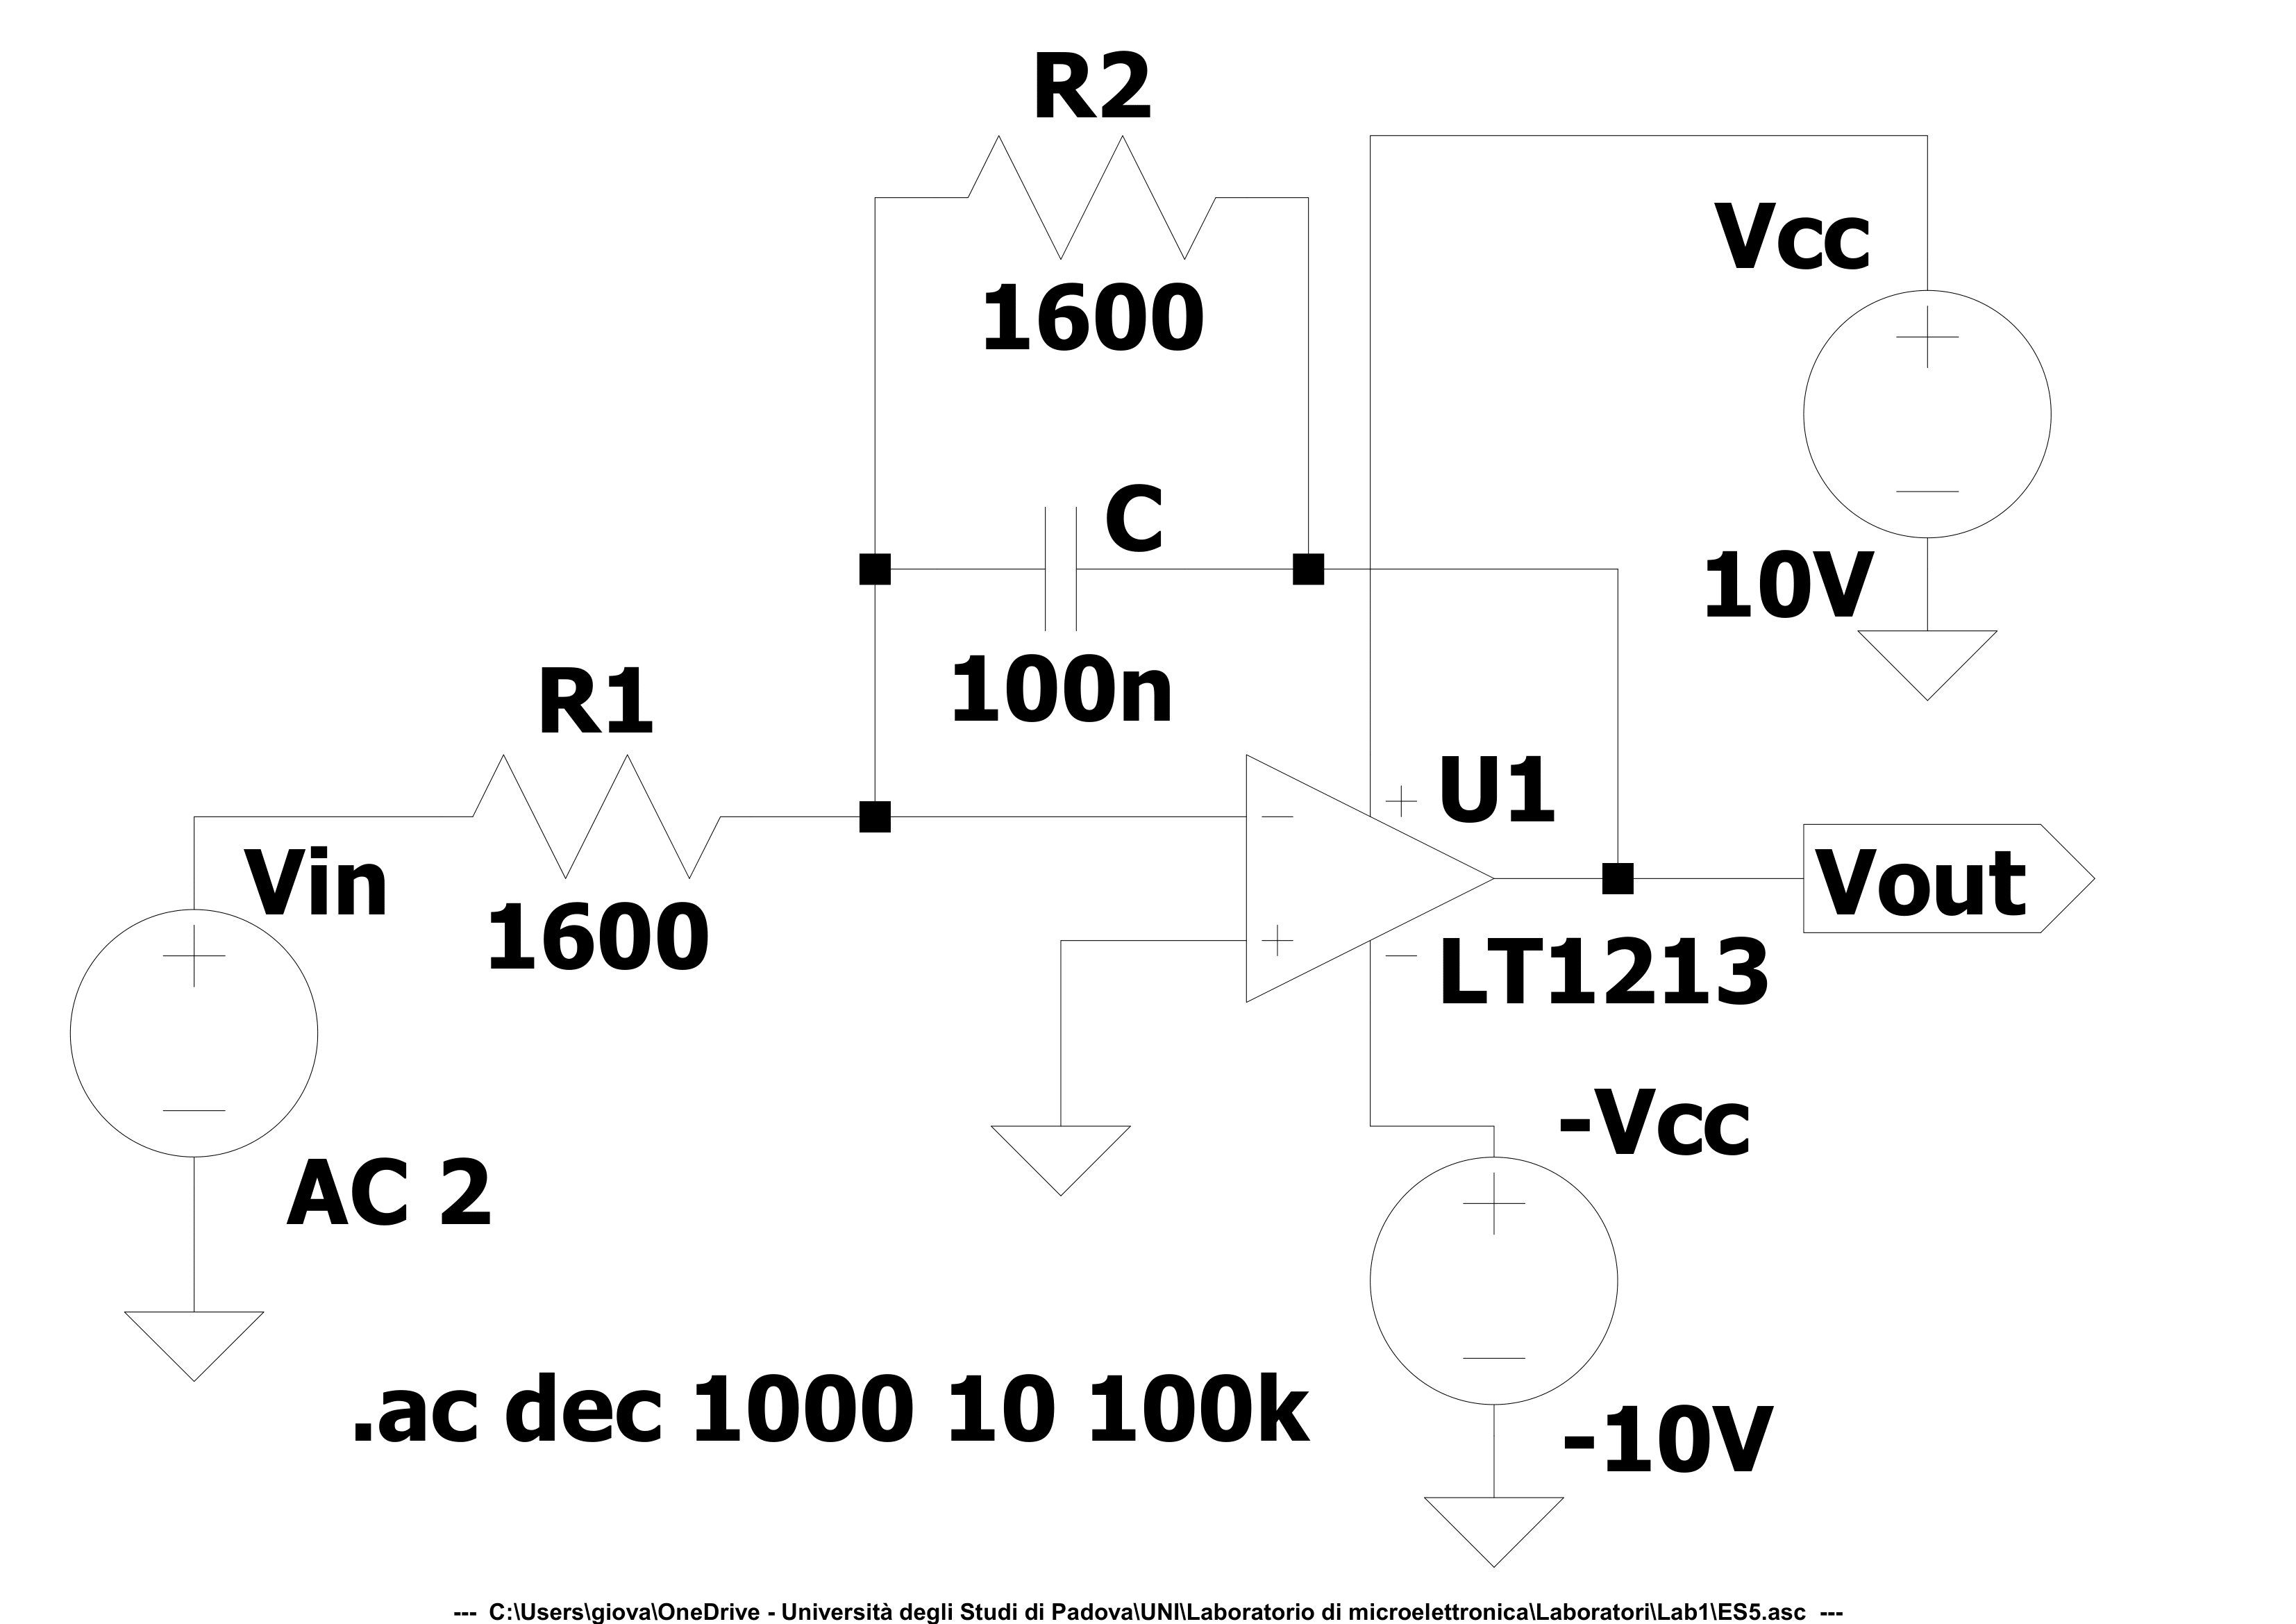 R2
1600
Vcc
10V
C
100n
R1
1600
U1
LT1213
Vout
Vin
AC 2
-Vcc
-10V
.ac dec 1000 10 100k
--- C:\Users\giova\OneDrive - Università degli Studi di Padova\UNI\Laboratorio di microelettronica\Laboratori\Lab1\ES5.asc ---